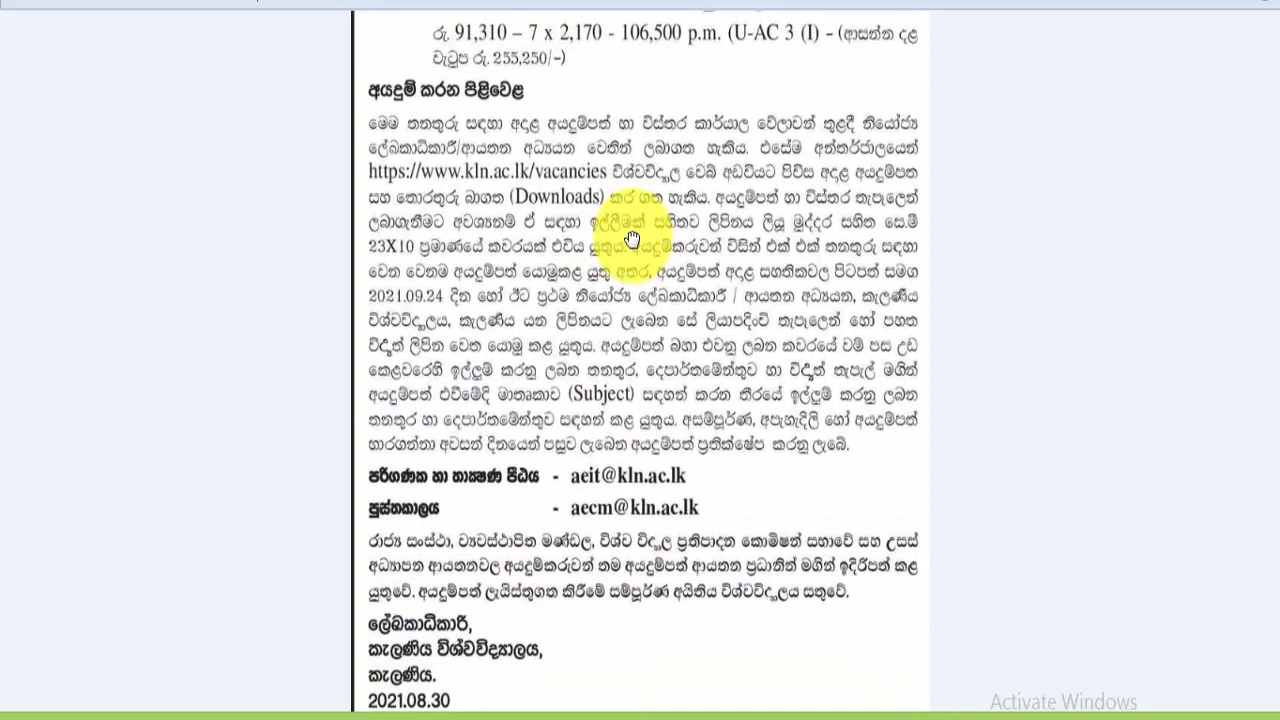 රු. 91,310 – 7 x 2,170 - 106,500 p.m. (U-AC 3 (I) – (ආසන්න දළ
වැටුප රු. 255,250/–)
අයදුම් කරන පිළිවෙළ
මෙම තනතුරු සඳහා අදාළ අයදුම්පත් හා විස්තර කාර්යාල වේලාවන් තුළදී නියෝජ්‍ය
ලේඛකාධිකාරී/ආයතන අධ්‍යයන වෙතින් ලබාගත හැකිය. එසේම අන්තර්ජාලයෙන්
https://www.kln.ac.lk/vacancies විශ්වවිද්‍යාල වෙබ් අඩවියට පිවිස අදාළ අයදුම්පත
සහ තොරතුරු බාගත (Downloads) කර ගත හැකිය. අයදුම්පත් හා විස්තර තැපෑලෙන්
ලබාගැනීමට අවශ්‍යනම් ඒ සඳහා ඉල්ලීමක් සහිතව ලිපිනය ලියූ මුද්දර සහිත සෙ.මී
23X10 ප්‍රමාණයේ කවරයක් එවිය යුතුය. අයදුම්කරුවන් විසින් එක් එක් තනතුරු සඳහා
වෙන වෙනම අයදුම්පත් යොමුකළ යුතු අතර, අයදුම්පත් අදාළ සහතිකවල පිටපත් සමග
2021.09.24 දින හෝ ඊට ප්‍රථම නියෝජ්‍ය ලේඛකාධිකාරී / ආයතන අධ්‍යයන, කැලණිය
විශ්වවිද්‍යාලය, කැලණිය යන ලිපිනයට ලැබෙන සේ ලියාපදිංචි තැපෑලෙන් හෝ පහත
විද්‍යුත් ලිපින වෙත යොමු කළ යුතුය. අයදුම්පත් බහා එවනු ලබන කවරයේ වම් පස උඩ
කෙළවරෙහි ඉල්ලුම් කරනු ලබන තනතුර, දෙපාර්තමේන්තුව හා විද්‍යුත් තැපැල් මගින්
අයදුම්පත් එවීමේදි මාතෘකාව (Subject) සඳහන් කරන තීරයේ ඉල්ලුම් කරනු ලබන
තනතුර හා දෙපාර්තමේන්තුව සඳහන් කළ යුතුය. අසම්පූර්ණ, අපැහැදිලි හෝ අයදුම්පත්
භාරගන්නා අවසන් දිනයෙන් පසුව ලැබෙන අයදුම්පත් ප්‍රතික්ෂේප කරනු ලැබේ.
පරිගණක හා තාක්ෂණ පීඨය - aeit@kln.ac.lk
පුස්තකාලය - aecm@kln.ac.lk
රාජ්‍ය සංස්ථා, ව්‍යවස්ථාපිත මණ්ඩල, විශ්ව විද්‍යාල ප්‍රතිපාදන කොමිෂන් සභාවේ සහ උසස්
අධ්‍යාපන ආයතනවල අයදුම්කරුවන් තම අයදුම්පත් ආයතන ප්‍රධානින් මගින් ඉදිරිපත් කළ
යුතුවේ. අයදුම්පත් ලැයිස්තුගත කිරීමේ සම්පූර්ණ අයිතිය විශ්වවිද්‍යාලය සතුවේ.
ලේඛකාධිකාරි,
කැලණිය විශ්වවිද්‍යාලය,
කැලණිය.
2021.08.30
Activate Windows